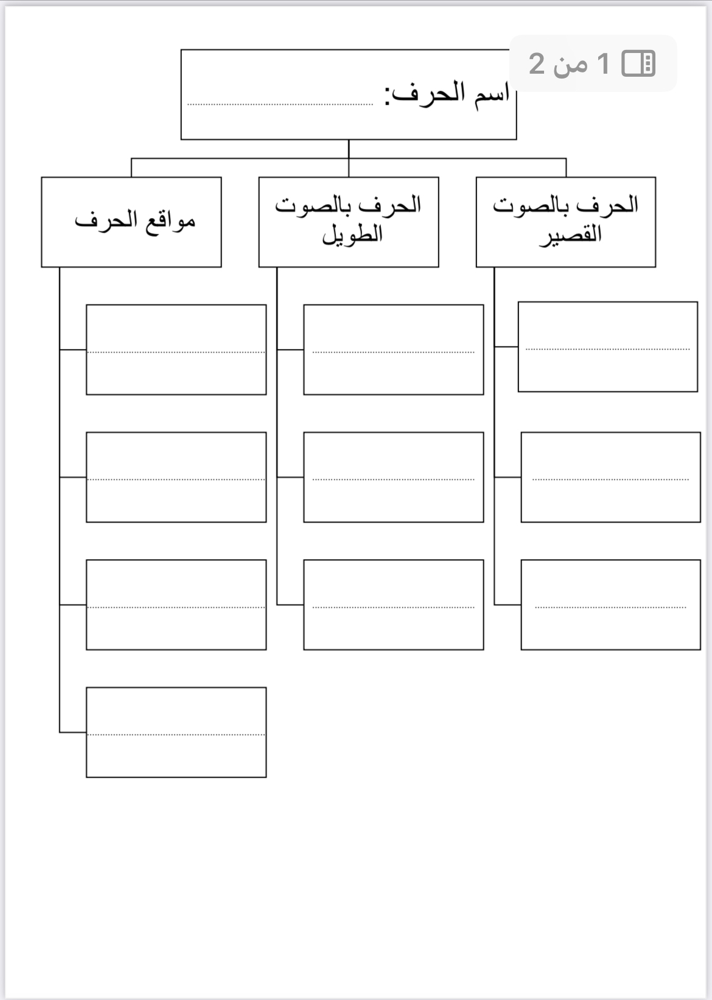 1 من 2
اسم الحرف:
الحرف بالصوت
القصير
الحرف بالصوت
الطويل
مواقع الحرف